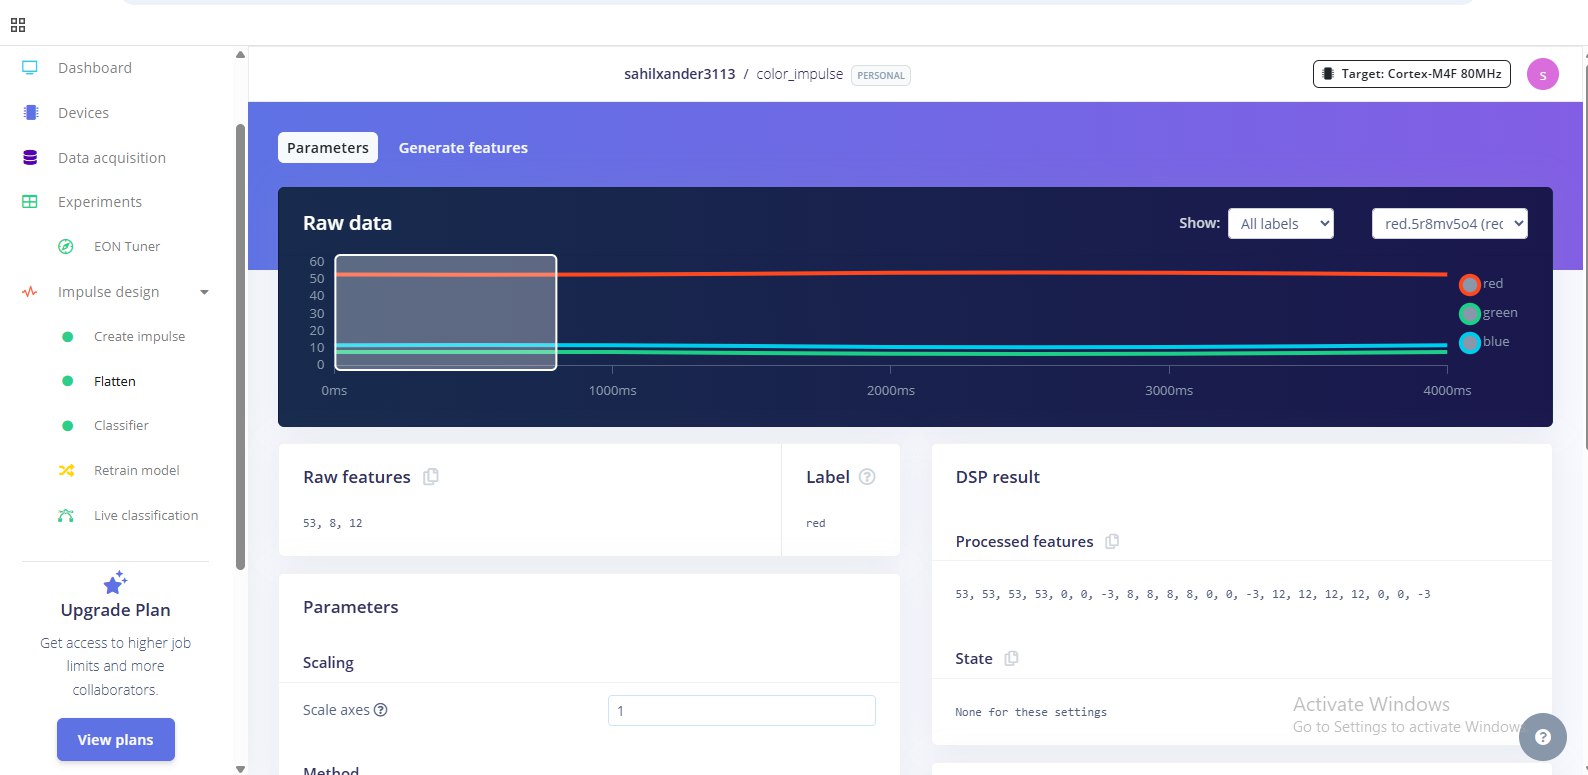 Dashboard
Devices
Data acquisition
Experiments
EON Tuner
Impulse design
Create impulse
Flatten
Classifier
Retrain model
Live classification
Upgrade Plan
Get access to higher job
limits and more
collaborators.
View plans
sahilxander3113 / color_impulse PERSONAL
Target: Cortex-M4F 80MHz
s
Parameters Generate features
Raw data
Show: All labels red.5r8mv5o4 (rec
60
50
40
30
20
10
0
0ms 1000ms 2000ms 3000ms 4000ms
red
green
blue
Raw features
53, 8, 12
Label ?
red
Parameters
Scaling
Scale axes ? 1
Method
DSP result
Processed features
53, 53, 53, 53, 0, 0, -3, 8, 8, 8, 8, 0, 0, -3, 12, 12, 12, 12, 0, 0, -3
State
None for these settings
Activate Windows
Go to Settings to activate Windows
?